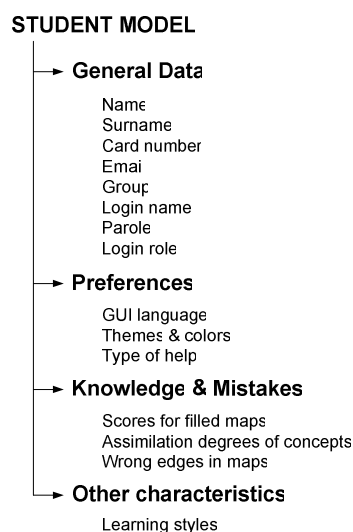 STUDENT MODEL
General Data
Name
Surname
Card number
Emai
Group
Login name
Parole
Login role
Preferences
GUI language
Themes & colors
Type of help
Knowledge & Mistakes
Scores for filled maps
Assimilation degrees of concepts
Wrong edges in maps
Other characteristics
Learning styles